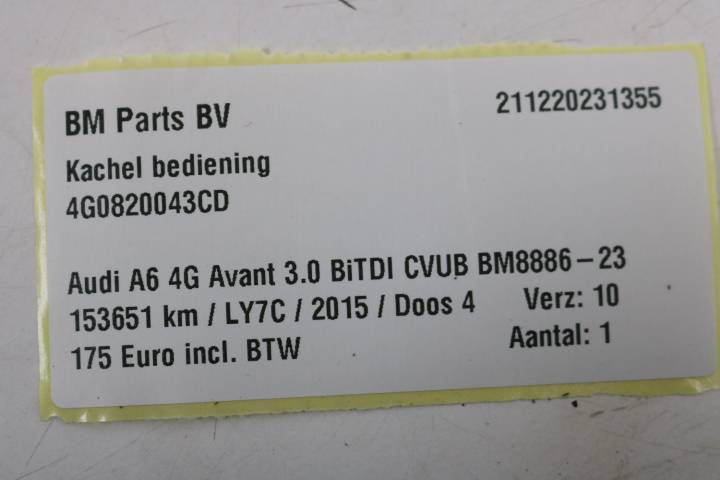 BM Parts BV 211220231355
Kachel bediening
4G0820043CD
Audi A6 4G Avant 3.0 BiTDI CVUB BM8886-23
153651 km / LY7C / 2015 / Doos 4 Verz: 10
175 Euro incl. BTW Aantal: 1